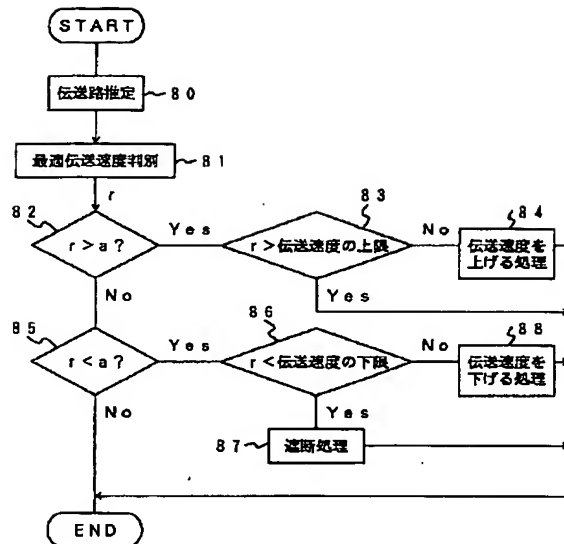 START
伝送路推定
80
最適伝送速度判別
81
r
82
r>a?
Yes
83
r>伝送速度の上限
No
84
伝送速度を
上げる処理
No
Yes
85
r<a?
Yes
86
r<伝送速度の下限
No
88
伝送速度を
下げる処理
No
Yes
87
遮断処理
END